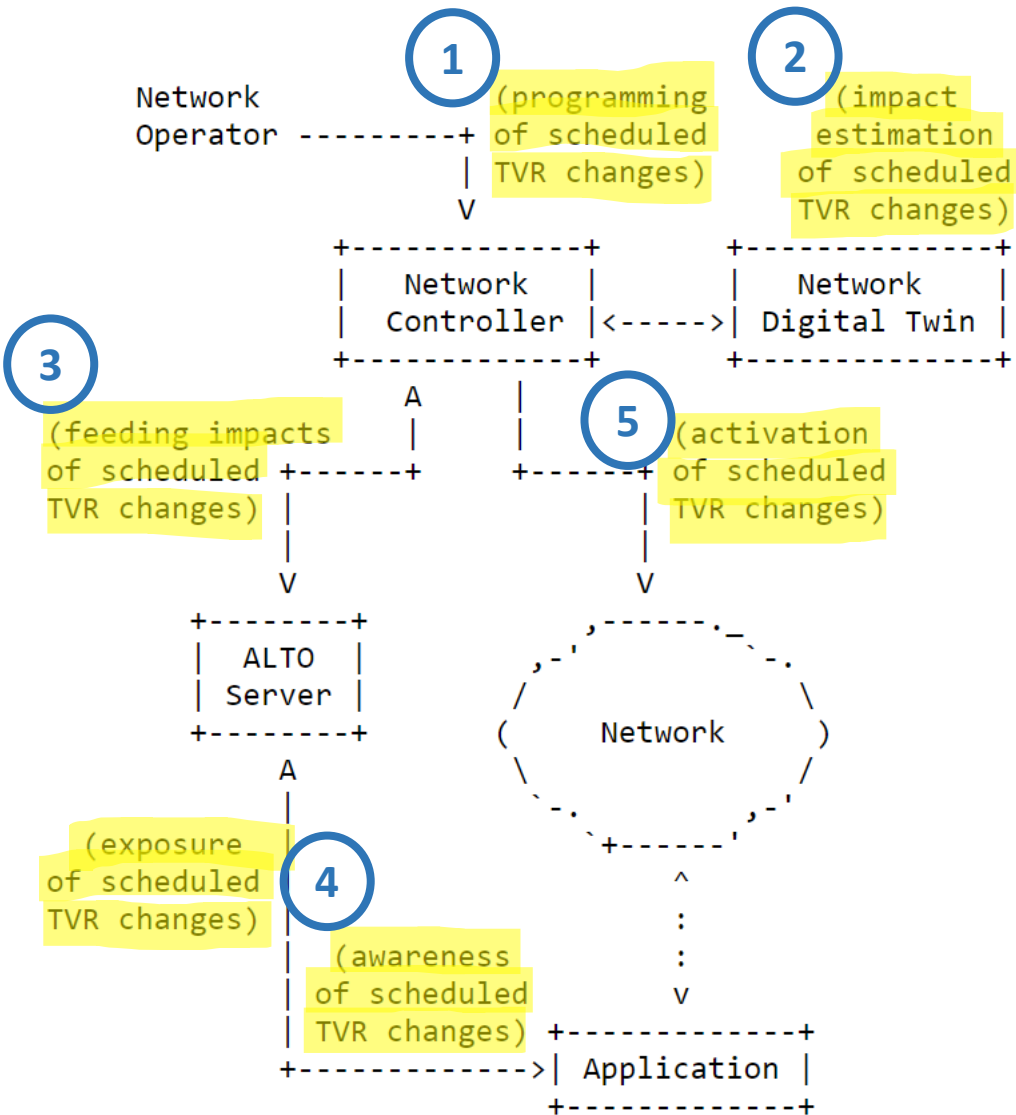 1
2
Network
Operator ---------+
(programming
of scheduled
TVR changes)
(impact
estimation
of scheduled
TVR changes)
Network
Controller
<----->
Network
Digital Twin
3
(feeding impacts
of scheduled
TVR changes)
5
(activation
of scheduled
TVR changes)
ALTO
Server
Network
(exposure
of scheduled
TVR changes)
4
(awareness
of scheduled
TVR changes)
Application